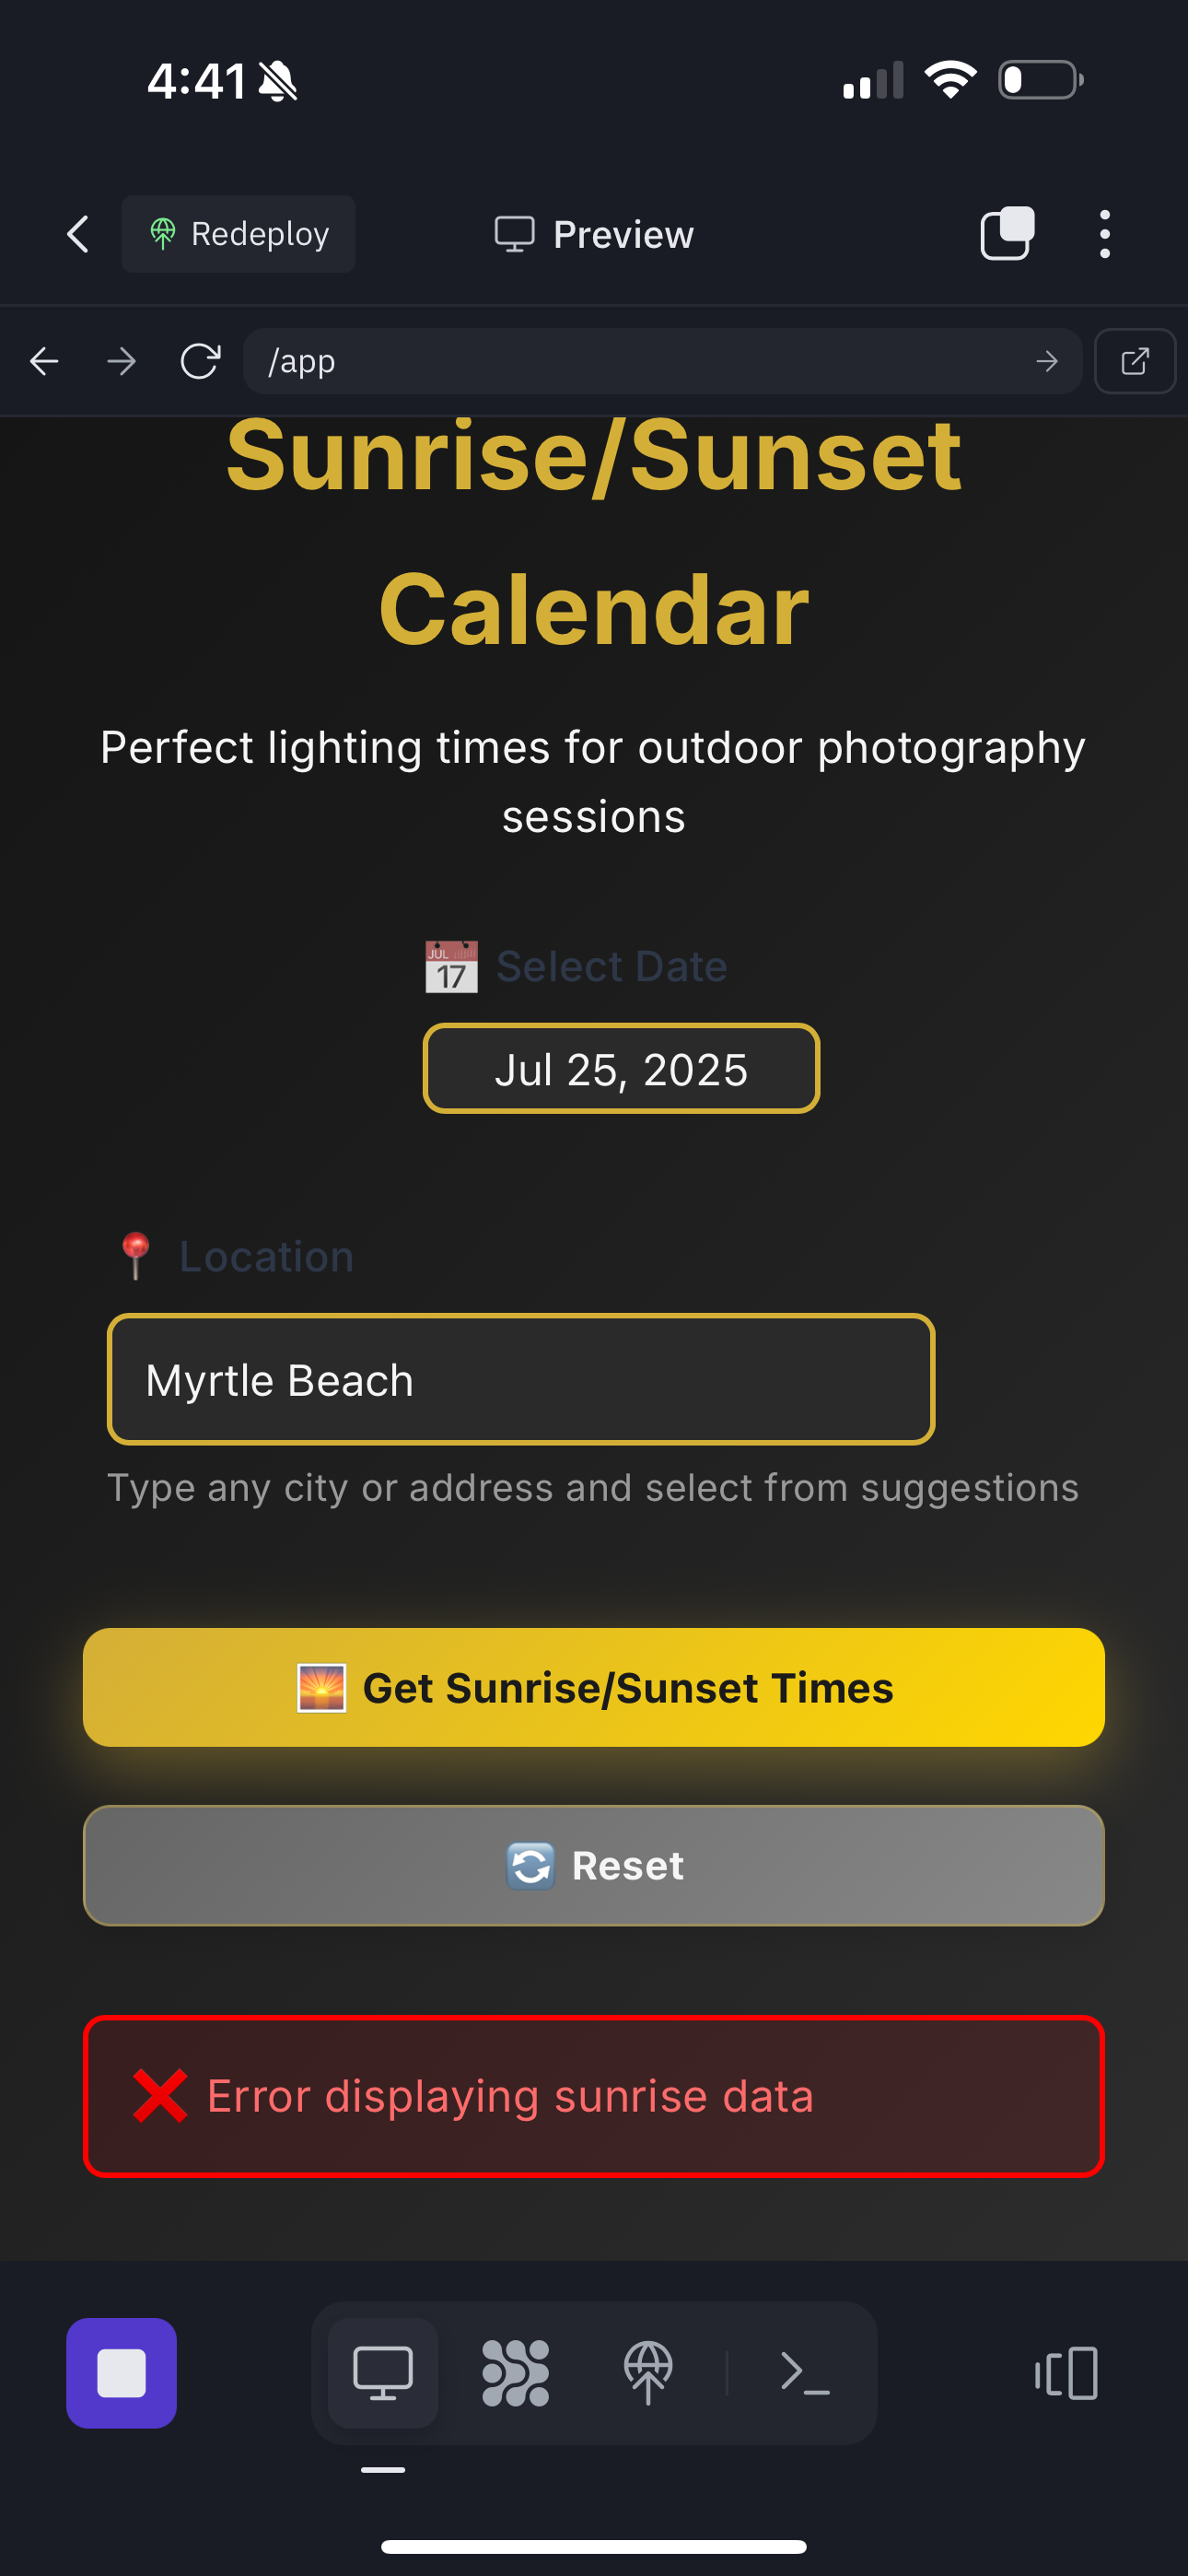 4:41
Redeploy
Preview
/app
Sunrise/Sunset
Calendar
Perfect lighting times for outdoor photography
sessions
JUL
17
Select Date
Jul 25, 2025
Location
Myrtle Beach
Type any city or address and select from suggestions
Get Sunrise/Sunset Times
Reset
Error displaying sunrise data